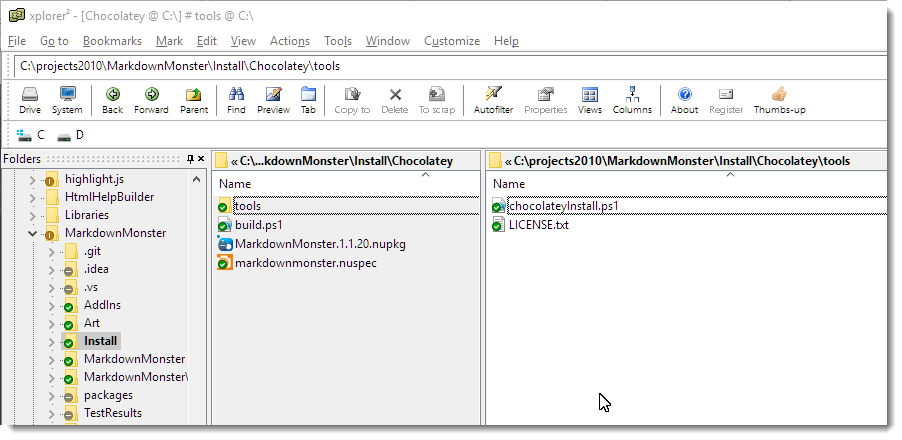 xplorer² - [Chocolatey @ C:\] # tools @ C:\
File Go to Bookmarks Mark Edit View Actions Tools Window Customize Help
C:\projects2010\MarkdownMonster\Install\Chocolatey\tools
Drive System Back Forward Parent Find Preview Tab Copy to Delete To scrap Autofilter Properties Views Columns About Register Thumbs-up
C D
Folders
highlight.js
HtmlHelpBuilder
Libraries
MarkdownMonster
.git
.idea
.vs
AddIns
Art
Install
MarkdownMonster
MarkdownMonster\
packages
TestResults
« C:\...kdownMonster\Install\Chocolatey
Name
tools
build.ps1
MarkdownMonster.1.1.20.nupkg
markdownmonster.nuspec
« C:\projects2010\MarkdownMonster\Install\Chocolatey\tools
Name
chocolateyInstall.ps1
LICENSE.txt